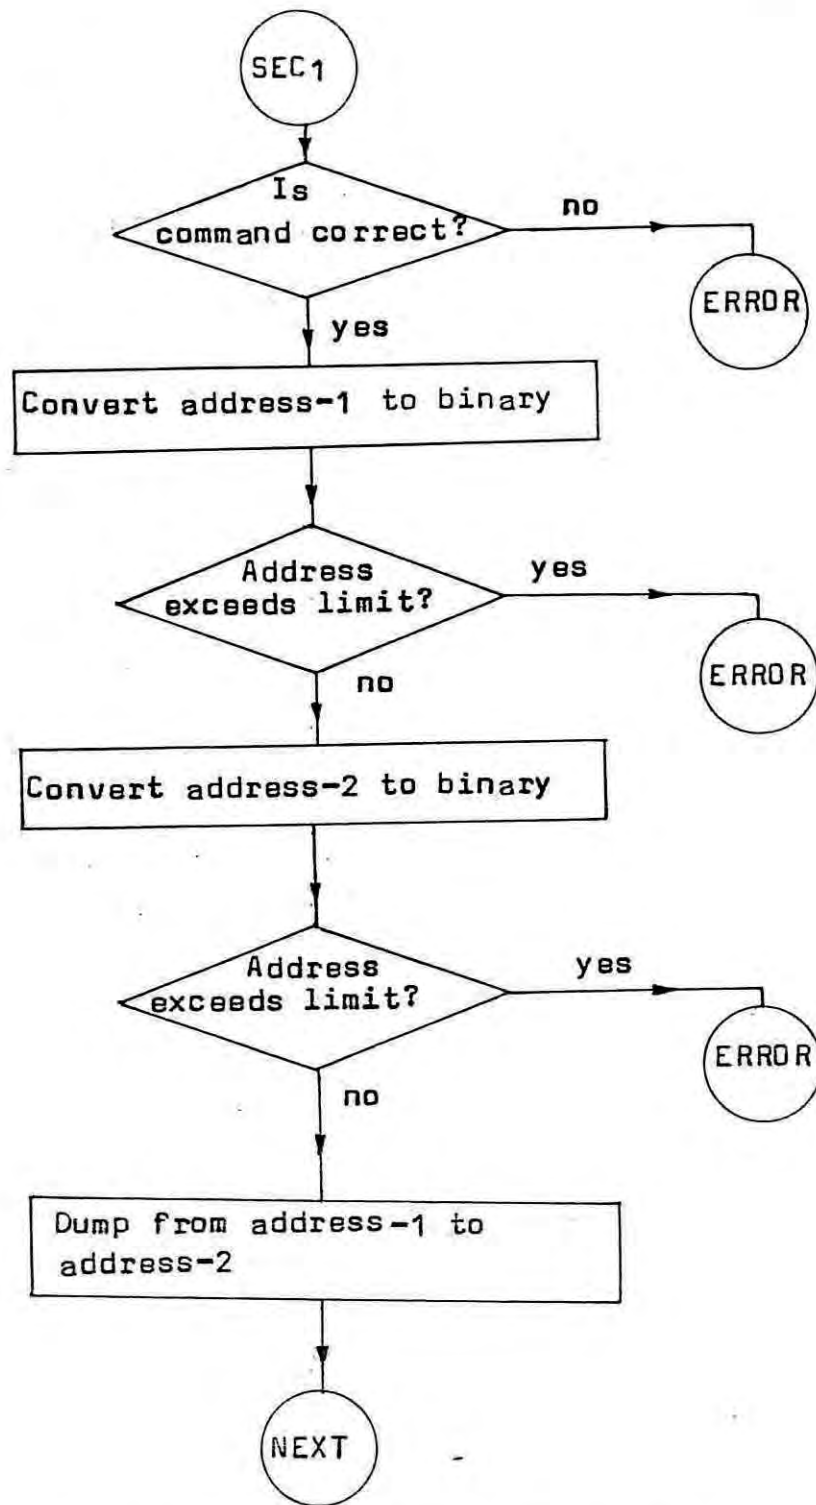 SEC1
Is
command correct?
no
ERROR
yes
Convert address-1 to binary
Address
exceeds limit?
yes
ERROR
no
Convert address-2 to binary
Address
exceeds limit?
yes
ERROR
no
Dump from address-1 to
address-2
NEXT